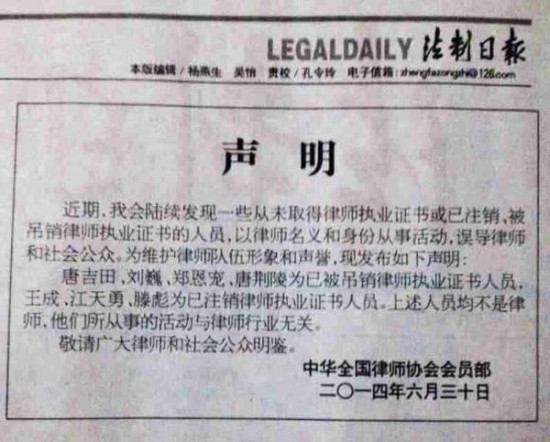 LEGALDAILY 法制日報
本版编辑/杨燕生 吴怡 责校/孔令玲 电子信箱:zhengfazongzhi@126.com
声 明
近期,我会陆续发现一些从未取得律师执业证书或已注销,被
吊销律师执业证书的人员,以律师名义和身份从事活动,误导律师
和社会公众。为维护律师队伍形象和声誉,现发布如下声明:
唐吉田、刘巍、郑恩宠、唐荆陵为已被吊销律师执业证书人员,
王成、江天勇、滕彪为已注销律师执业证书人员。上述人员均不是律
师,他们所从事的活动与律师行业无关。
敬请广大律师和社会公众明鉴。
中华全国律师协会会员部
二〇一四年六月三十日